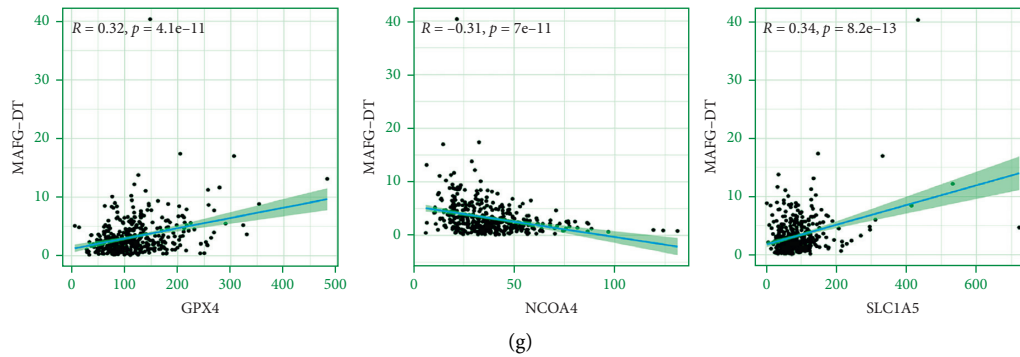 R = 0.32, p = 4.1e–11
MAFG–DT
40
30
20
10
0
0 100 200 300 400 500
GPX4
R = –0.31, p = 7e–11
MAFG–DT
40
30
20
10
0
0 50 100
NCOA4
R = 0.34, p = 8.2e–13
MAFG–DT
40
30
20
10
0
0 200 400 600
SLC1A5
(g)